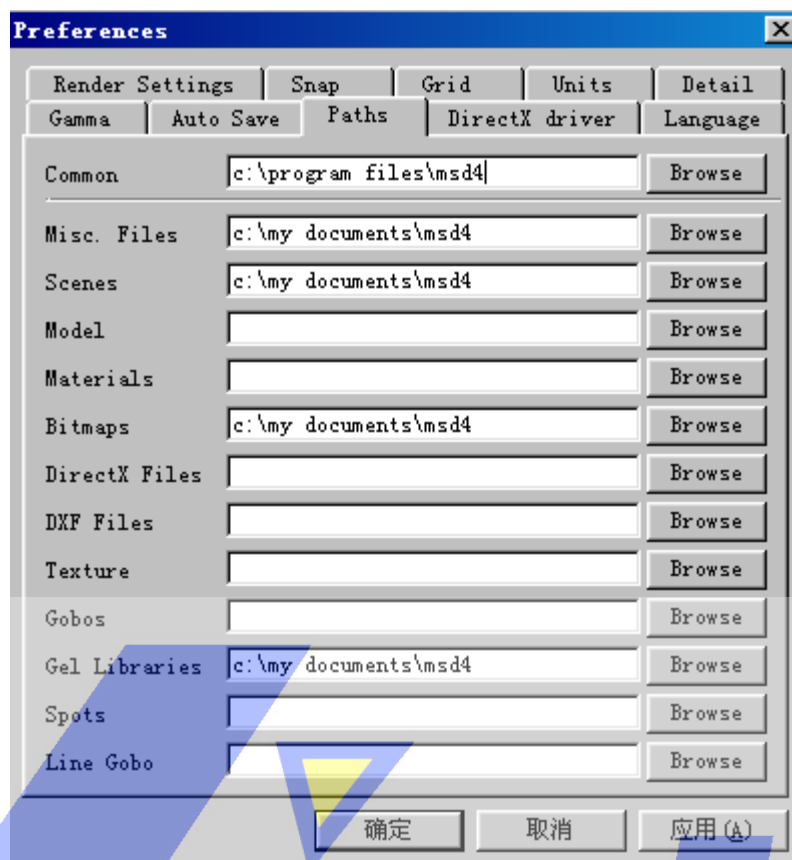 Preferences
Render Settings Snap Grid Units Detail
Gamma Auto Save Paths DirectX driver Language
Common c:\program files\msd4 Browse
Misc. Files c:\my documents\msd4 Browse
Scenes c:\my documents\msd4 Browse
Model Browse
Materials Browse
Bitmaps c:\my documents\msd4 Browse
DirectX Files Browse
DXF Files Browse
Texture Browse
Gobos Browse
Gel Libraries c:\my documents\msd4 Browse
Spots Browse
Line Gobo Browse
确定 取消 应用(A)